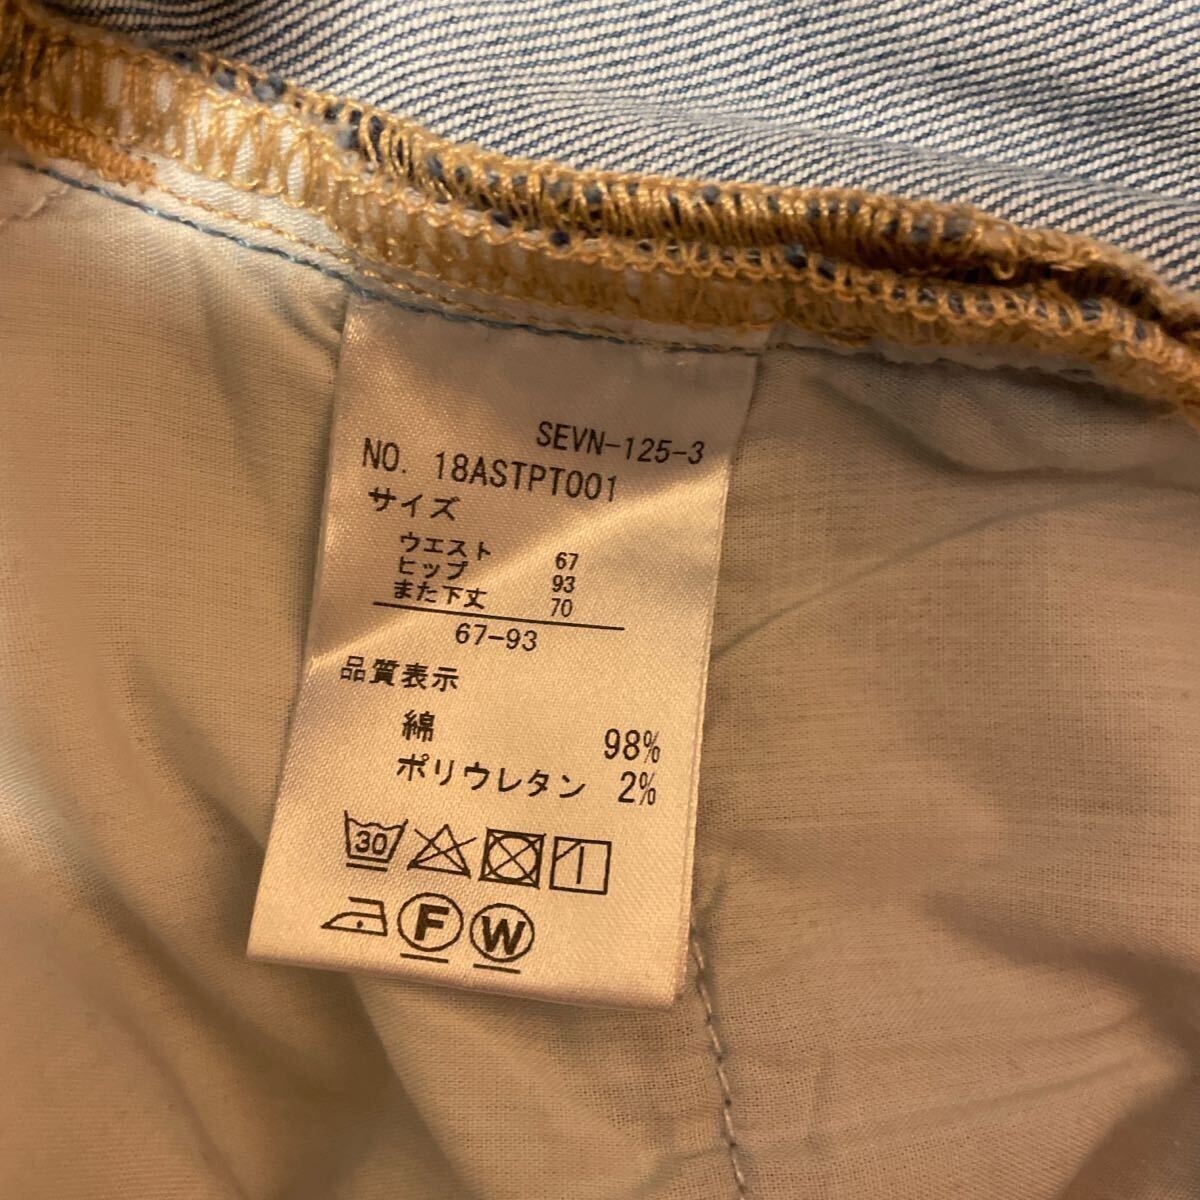 SEVN-125-3
NO. 18ASTPT001
サイズ
ウエスト 67
ヒップ 93
また下丈 70
67-93
品質表示
綿 98%
ポリウレタン 2%
30
F W